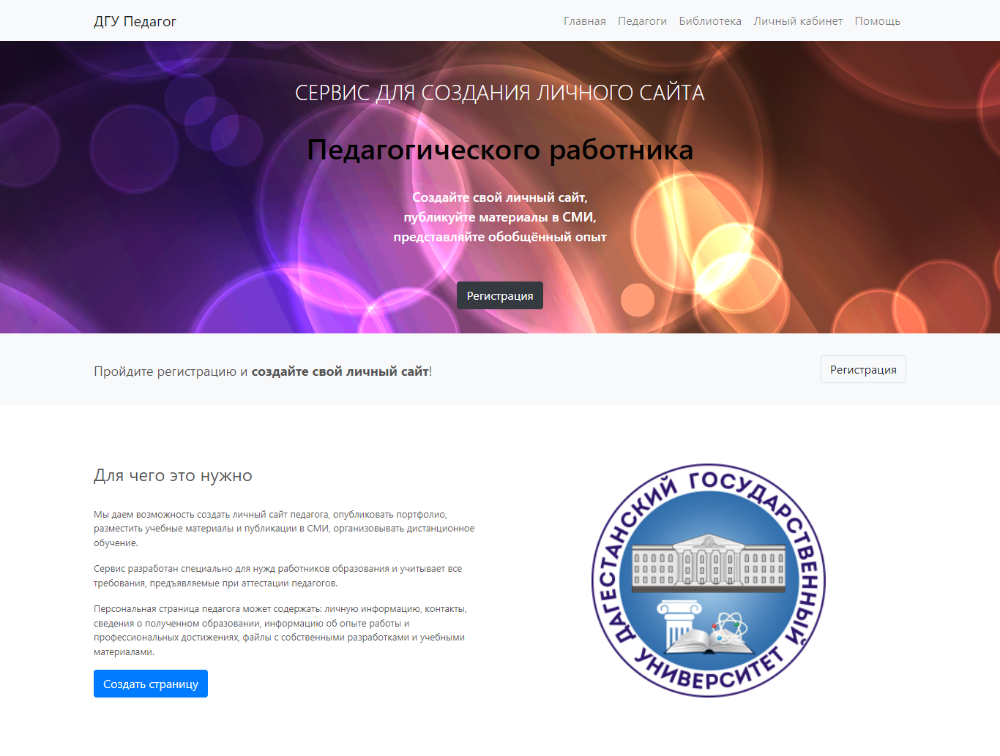 ДГУ Педагог
Главная Педагоги Библиотека Личный кабинет Помощь
СЕРВИС ДЛЯ СОЗДАНИЯ ЛИЧНОГО САЙТА
Педагогического работника
Создайте свой личный сайт,
публикуйте материалы в СМИ,
представляйте обобщённый опыт
Регистрация
Пройдите регистрацию и создайте свой личный сайт!
Регистрация
Для чего это нужно
Мы даем возможность создать личный сайт педагога, опубликовать портфолио,
разместить учебные материалы и публикации в СМИ, организовывать дистанционное
обучение.
Сервис разработан специально для нужд работников образования и учитывает все
требования, предъявляемые при аттестации педагогов.
Персональная страница педагога может содержать: личную информацию, контакты,
сведения о полученном образовании, информацию об опыте работы и
профессиональных достижениях, файлы с собственными разработками и учебными
материалами.
Создать страницу
ДАГЕСТАНСКИЙ ГОСУДАРСТВЕННЫЙ
УНИВЕРСИТЕТ